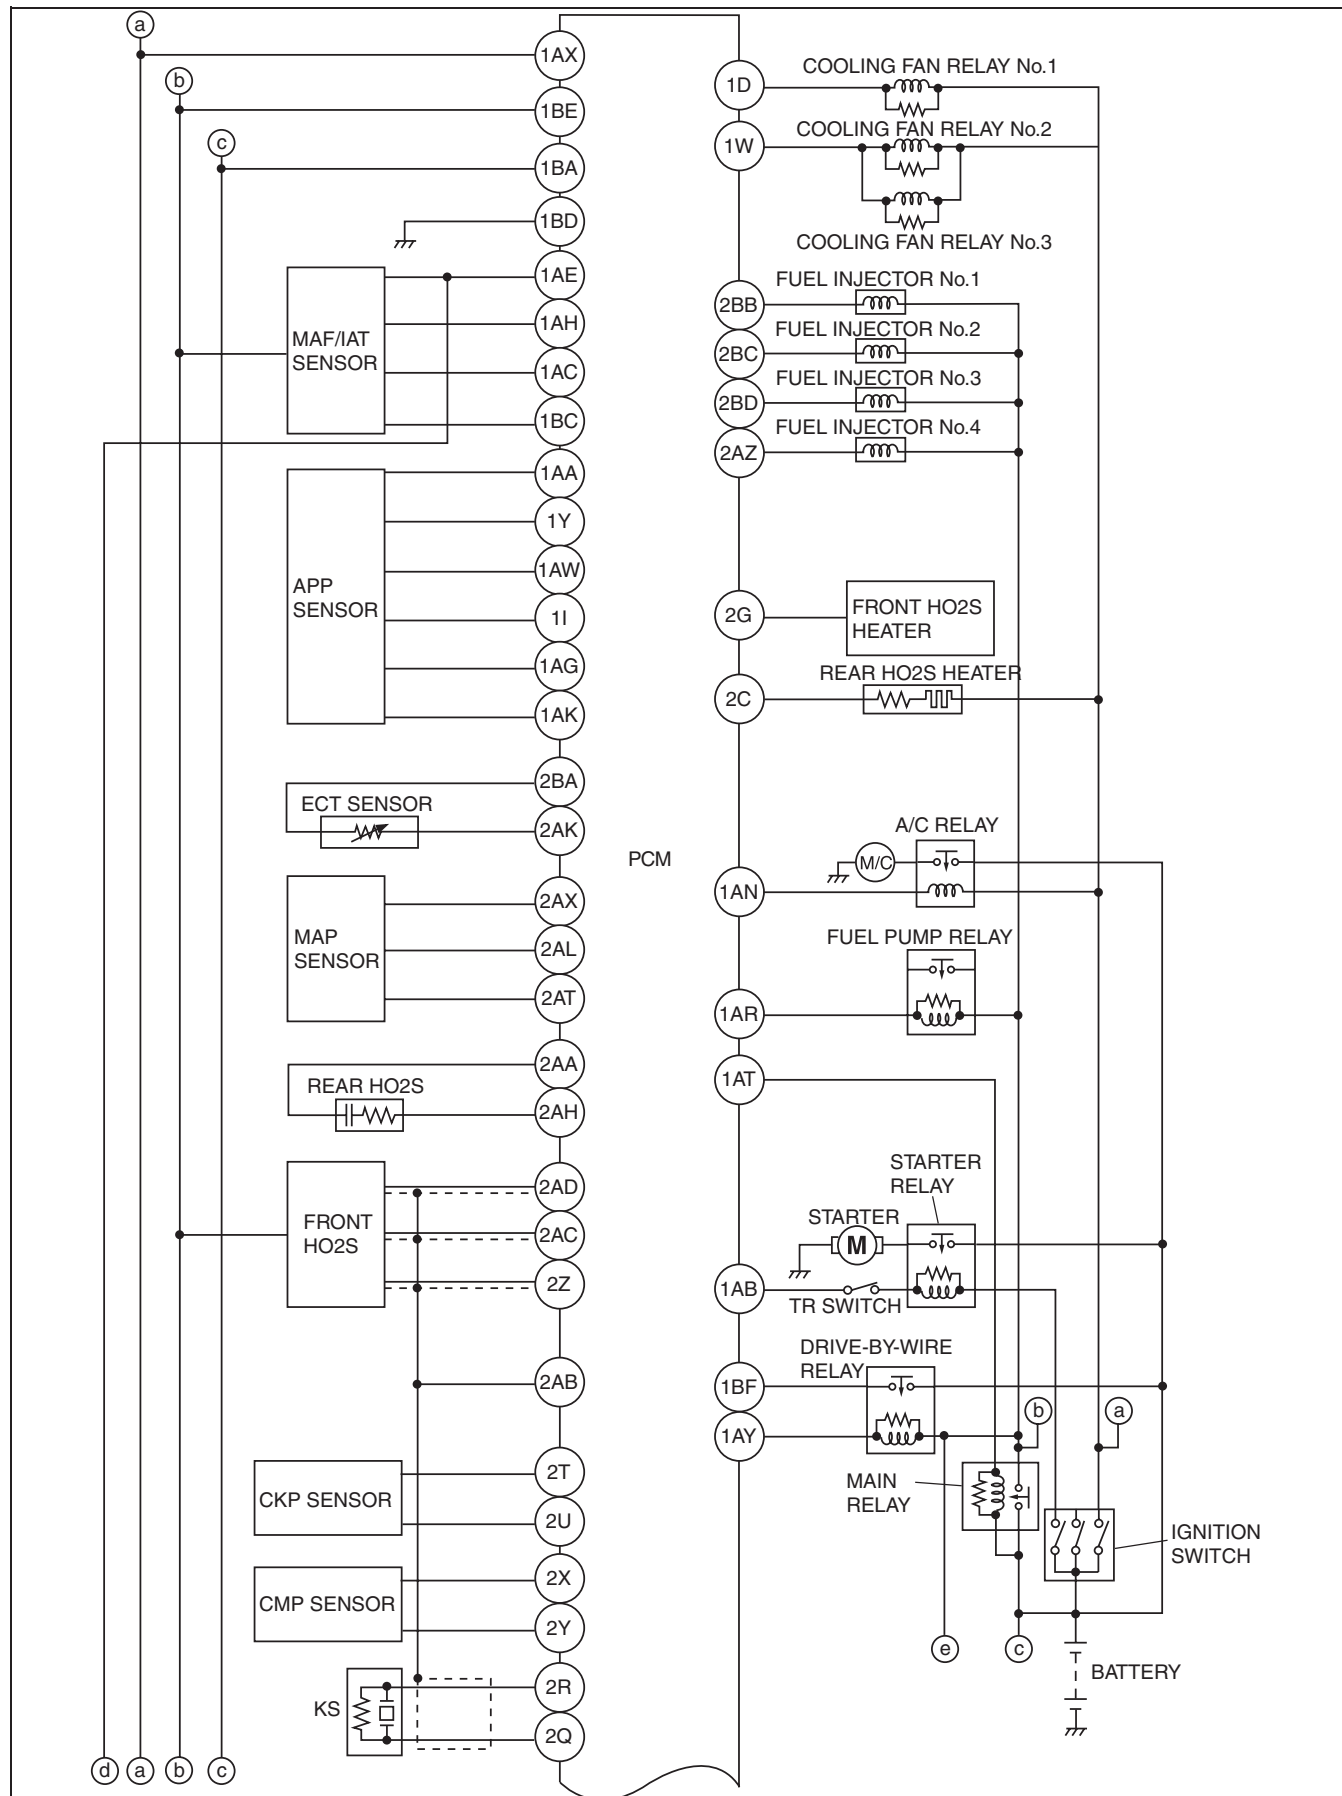 a
1AX
b
1BE
c
1BA
1BD
1AE
MAF/IAT
SENSOR
1AH
1AC
1BC
APP
SENSOR
1AA
1Y
1AW
1I
1AG
1AK
2BA
ECT SENSOR
2AK
MAP
SENSOR
2AX
2AL
2AT
2AA
REAR HO2S
2AH
FRONT
HO2S
2AD
2AC
2Z
2AB
CKP SENSOR
2T
2U
CMP SENSOR
2X
2Y
KS
2R
2Q
d
a
b
c
PCM
1D
COOLING FAN RELAY No.1
1W
COOLING FAN RELAY No.2
COOLING FAN RELAY No.3
FUEL INJECTOR No.1
2BB
FUEL INJECTOR No.2
2BC
FUEL INJECTOR No.3
2BD
FUEL INJECTOR No.4
2AZ
2G
FRONT HO2S
HEATER
REAR HO2S HEATER
2C
A/C RELAY
M/C
1AN
FUEL PUMP RELAY
1AR
1AT
STARTER
RELAY
STARTER
M
1AB
TR SWITCH
DRIVE-BY-WIRE
RELAY
1BF
1AY
b
a
MAIN
RELAY
IGNITION
SWITCH
e
c
BATTERY